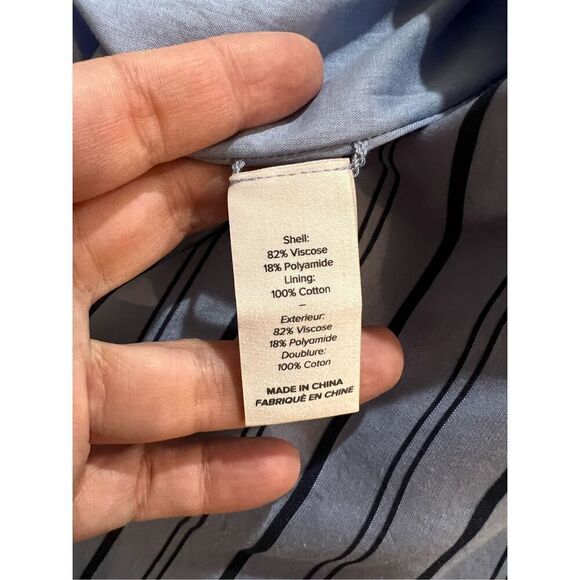 Shell:
82% Viscose
18% Polyamide
Lining:
100% Cotton
–
Exterieur:
82% Viscose
18% Polyamide
Doublure:
100% Coton
MADE IN CHINA
FABRIQUÈ EN CHINE